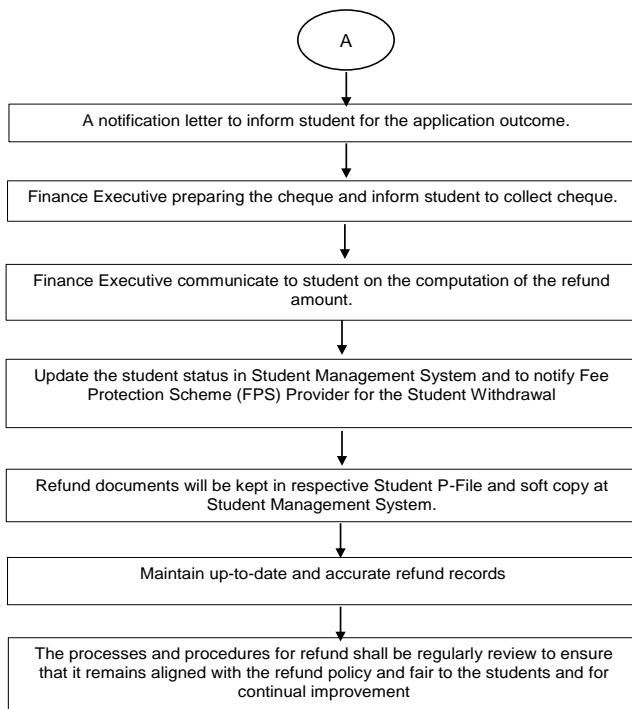 A
A notification letter to inform student for the application outcome.
Finance Executive preparing the cheque and inform student to collect cheque.
Finance Executive communicate to student on the computation of the refund
amount.
Update the student status in Student Management System and to notify Fee
Protection Scheme (FPS) Provider for the Student Withdrawal
Refund documents will be kept in respective Student P-File and soft copy at
Student Management System.
Maintain up-to-date and accurate refund records
The processes and procedures for refund shall be regularly review to ensure
that it remains aligned with the refund policy and fair to the students and for
continual improvement